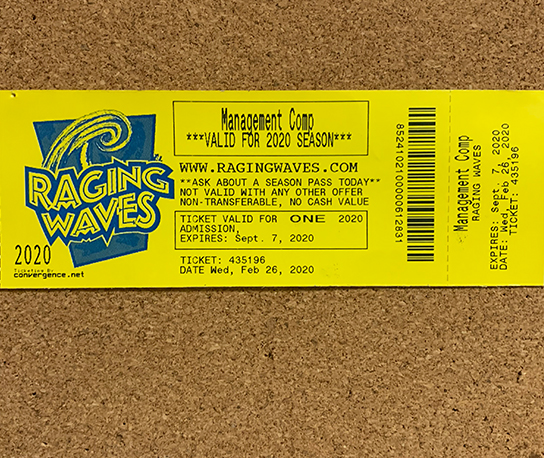 RAGING
WAVES
2020
Ticketing By
convergence.net
Management Comp
***VALID FOR 2020 SEASON***
WWW.RAGINGWAVES.COM
**ASK ABOUT A SEASON PASS TODAY**
NOT VALID WITH ANY OTHER OFFER
NON-TRANSFERABLE, NO CASH VALUE
TICKET VALID FOR ONE 2020
ADMISSION,
EXPIRES: Sept. 7, 2020
TICKET: 435196
DATE Wed, Feb 26, 2020
Management Comp
RAGING WAVES
EXPIRES: Sept. 7, 2020
DATE: Wed, Feb 26, 2020
TICKET: 435196